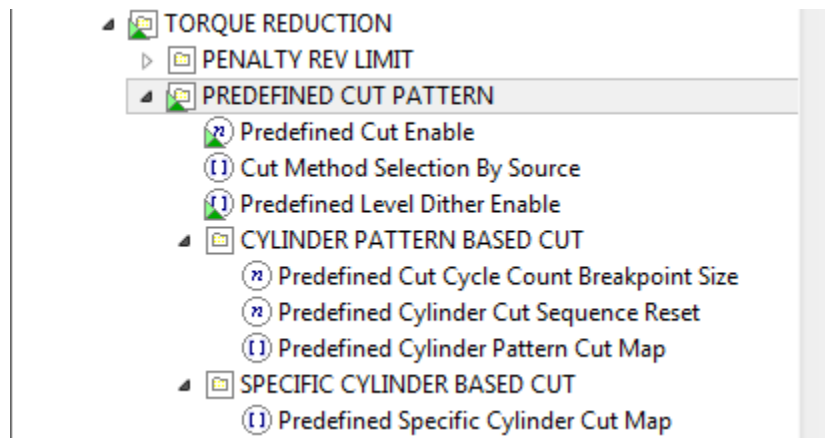 TORQUE REDUCTION
PENALTY REV LIMIT
PREDEFINED CUT PATTERN
Predefined Cut Enable
Cut Method Selection By Source
Predefined Level Dither Enable
CYLINDER PATTERN BASED CUT
Predefined Cut Cycle Count Breakpoint Size
Predefined Cylinder Cut Sequence Reset
Predefined Cylinder Pattern Cut Map
SPECIFIC CYLINDER BASED CUT
Predefined Specific Cylinder Cut Map